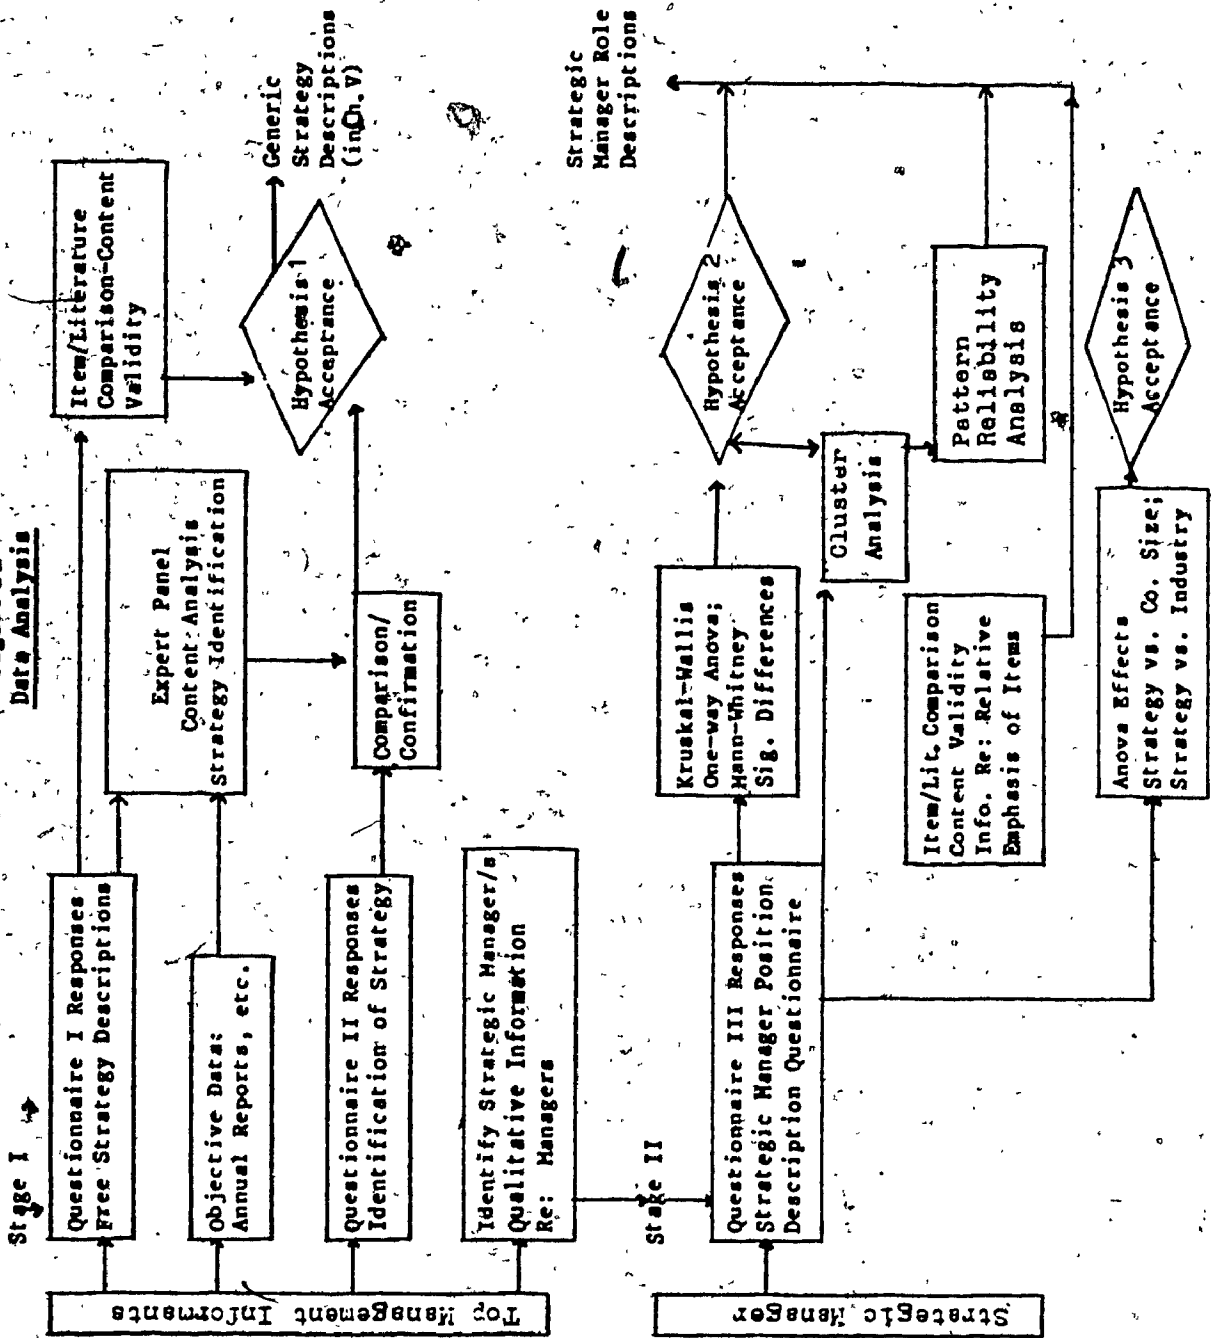 Data Analysis
Stage I
Top Management Informants
Questionnaire I Responses
Free Strategy Descriptions
Objective Data:
Annual Reports, etc.
Questionnaire II Responses
Identification of Strategy
Identify Strategic Manager/s
Qualitative Information
Re: Managers
Expert Panel
Content Analysis
Strategy Identification
Comparison/
Confirmation
Item/Literature
Comparison-Content
Validity
Hypothesis 1
Acceptance
Generic
Strategy
Descriptions
(in Ch. V)
Stage II
Strategic Manager
Questionnaire III Responses
Strategic Manager Position
Description Questionnaire
Kruskal-Wallis
One-way Anova;
Mann-Whitney
Sig. Differences
Cluster
Analysis
Item/Lit. Comparison
Content Validity
Info. Re: Relative
Emphasis of Items
Anova Effects
Strategy vs. Co. Size;
Strategy vs. Industry
Hypothesis 2
Acceptance
Pattern
Reliability
Analysis
Hypothesis 3
Acceptance
Strategic
Manager Role
Descriptions